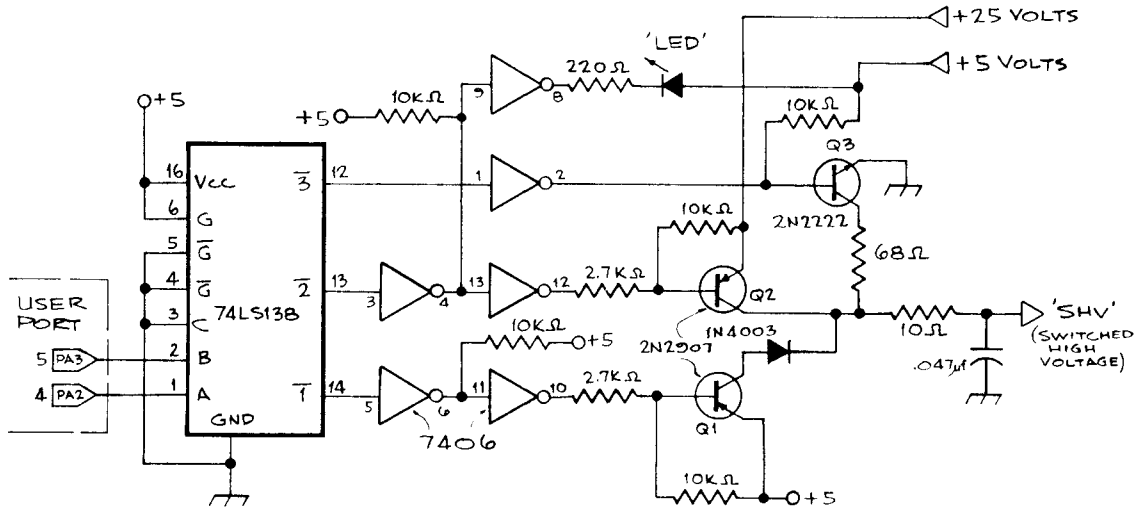 +25 VOLTS
'LED'
+5 VOLTS
220Ω
9
8
10KΩ
+5
+5
10KΩ
Q3
16 Vcc
3̅ 12
1
2
6 G
2N2222
10KΩ
5 G̅
68Ω
4 G̅
2̅ 13
3
4
13
12
2.7KΩ
Q2
USER
PORT
74LS138
3 C
1N4003
10Ω
'SHV'
(SWITCHED
HIGH
VOLTAGE)
.047µf
10KΩ
+5
2N2907
5 PA3
2 B
4 PA2
1 A
1̅ 14
5
6
11
10
2.7KΩ
GND
7406
Q1
10KΩ
+5